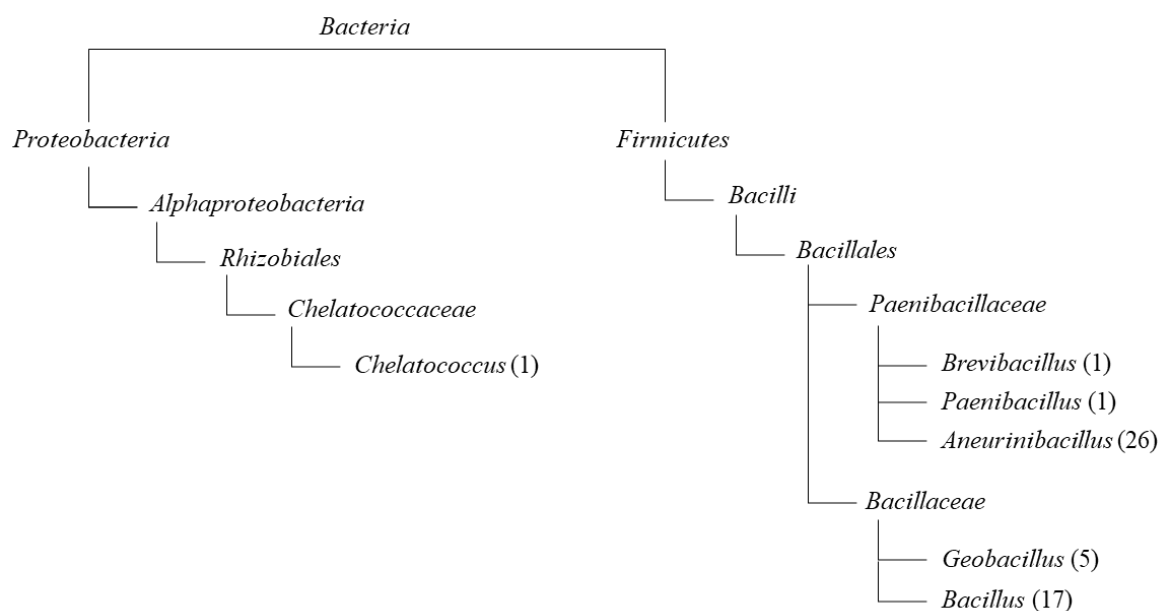 Bacteria
Proteobacteria
Firmicutes
Alphaproteobacteria
Bacilli
Rhizobiales
Bacillales
Chelatococcaceae
Paenibacillaceae
Chelatococcus (1)
Brevibacillus (1)
Paenibacillus (1)
Aneurinibacillus (26)
Bacillaceae
Geobacillus (5)
Bacillus (17)